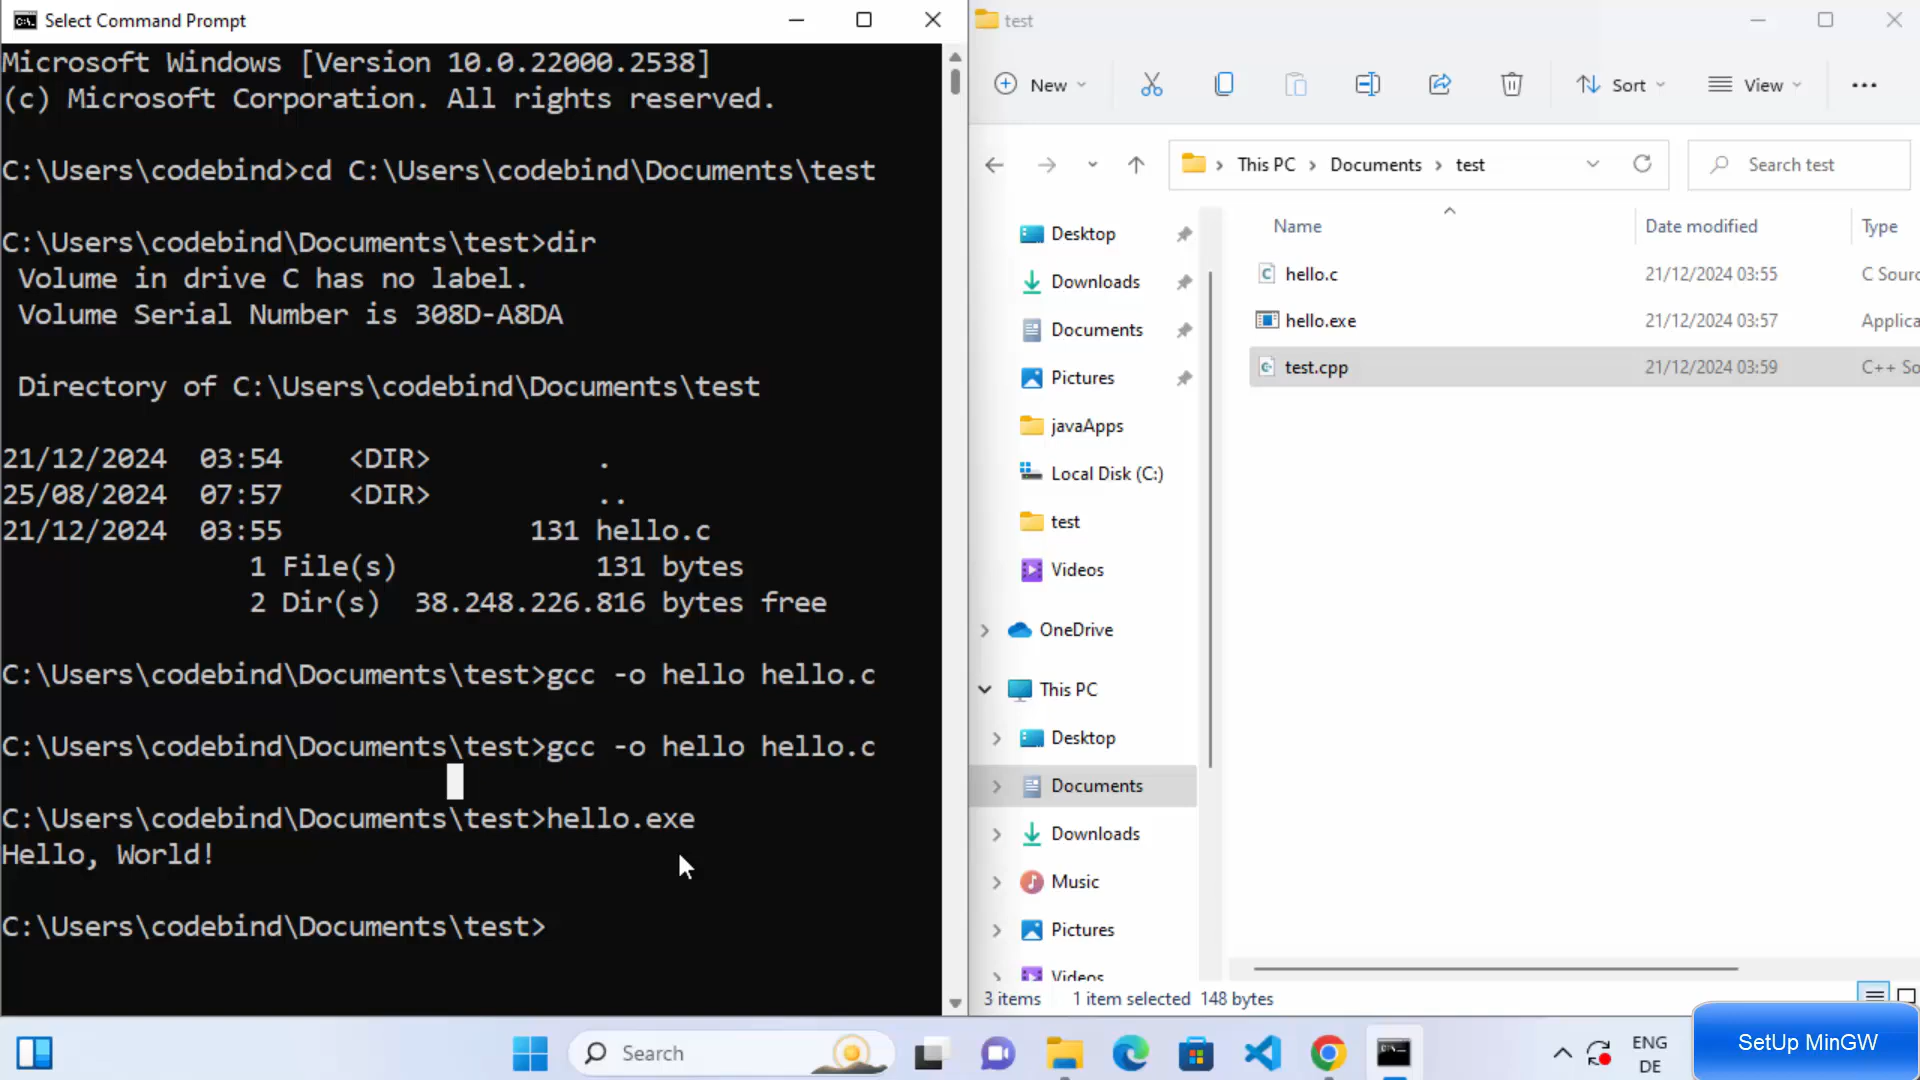 Select Command Prompt
Microsoft Windows [Version 10.0.22000.2538]
(c) Microsoft Corporation. All rights reserved.
C:\Users\codebind>cd C:\Users\codebind\Documents\test
C:\Users\codebind\Documents\test>dir
Volume in drive C has no label.
Volume Serial Number is 308D-A8DA
Directory of C:\Users\codebind\Documents\test
21/12/2024 03:54 <DIR> .
25/08/2024 07:57 <DIR> ..
21/12/2024 03:55 131 hello.c
1 File(s) 131 bytes
2 Dir(s) 38.248.226.816 bytes free
C:\Users\codebind\Documents\test>gcc -o hello hello.c
C:\Users\codebind\Documents\test>gcc -o hello hello.c
C:\Users\codebind\Documents\test>hello.exe
Hello, World!
C:\Users\codebind\Documents\test>
test
New
Sort
View
This PC > Documents > test
Search test
Desktop
Downloads
Documents
Pictures
javaApps
Local Disk (C:)
test
Videos
OneDrive
This PC
Desktop
Documents
Downloads
Music
Pictures
Videos
Name Date modified Type
hello.c 21/12/2024 03:55 C Sourc
hello.exe 21/12/2024 03:57 Applica
test.cpp 21/12/2024 03:59 C++ So
3 items 1 item selected 148 bytes
Search
ENG
DE
SetUp MinGW